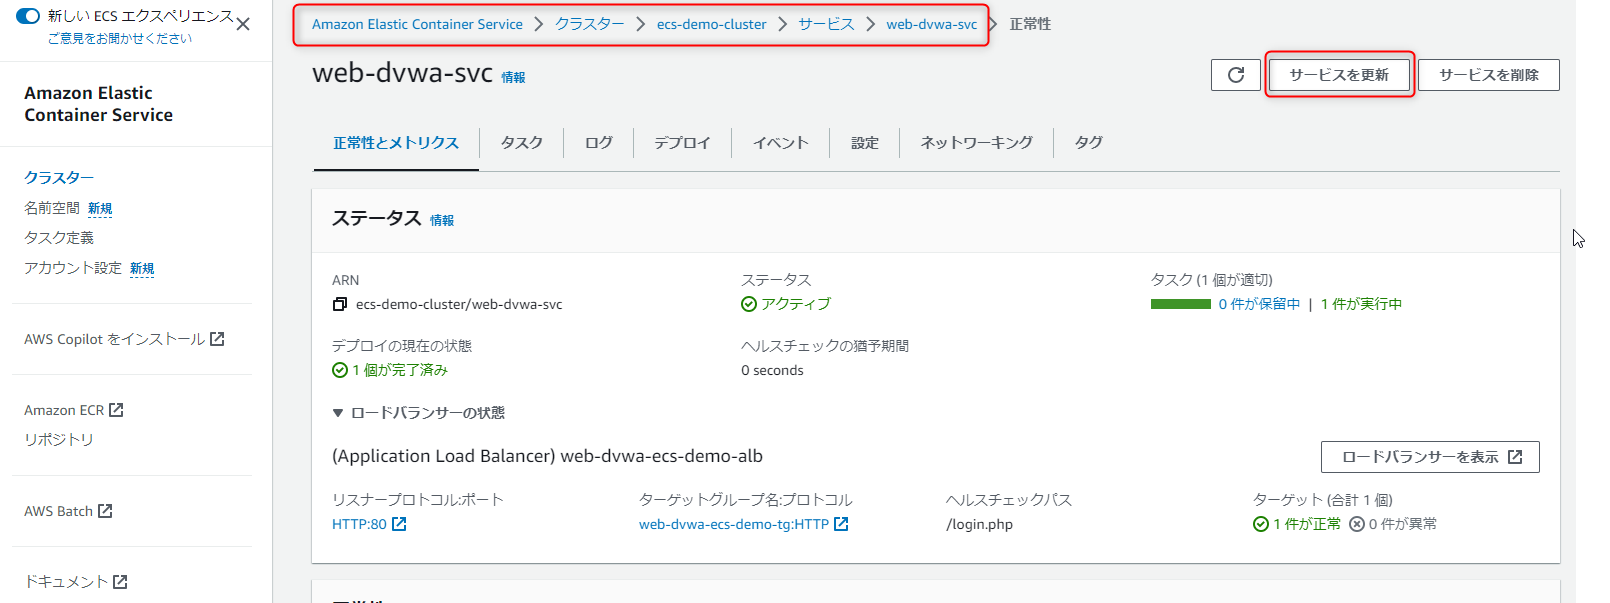 新しい ECS エクスペリエンス
ご意見をお聞かせください
Amazon Elastic
Container Service
クラスター
名前空間 新規
タスク定義
アカウント設定 新規
AWS Copilot をインストール
Amazon ECR
リポジトリ
AWS Batch
ドキュメント
Amazon Elastic Container Service > クラスター > ecs-demo-cluster > サービス > web-dvwa-svc > 正常性
web-dvwa-svc 情報
サービスを更新
サービスを削除
正常性とメトリクス タスク ログ デプロイ イベント 設定 ネットワーキング タグ
ステータス 情報
ARN
ecs-demo-cluster/web-dvwa-svc
ステータス
アクティブ
タスク (1 個が適切)
0 件が保留中 | 1 件が実行中
デプロイの現在の状態
1 個が完了済み
ヘルスチェックの猶予期間
0 seconds
▼ ロードバランサーの状態
(Application Load Balancer) web-dvwa-ecs-demo-alb
ロードバランサーを表示
リスナープロトコル:ポート
HTTP:80
ターゲットグループ名:プロトコル
web-dvwa-ecs-demo-tg:HTTP
ヘルスチェックパス
/login.php
ターゲット (合計 1 個)
1 件が正常 0 件が異常